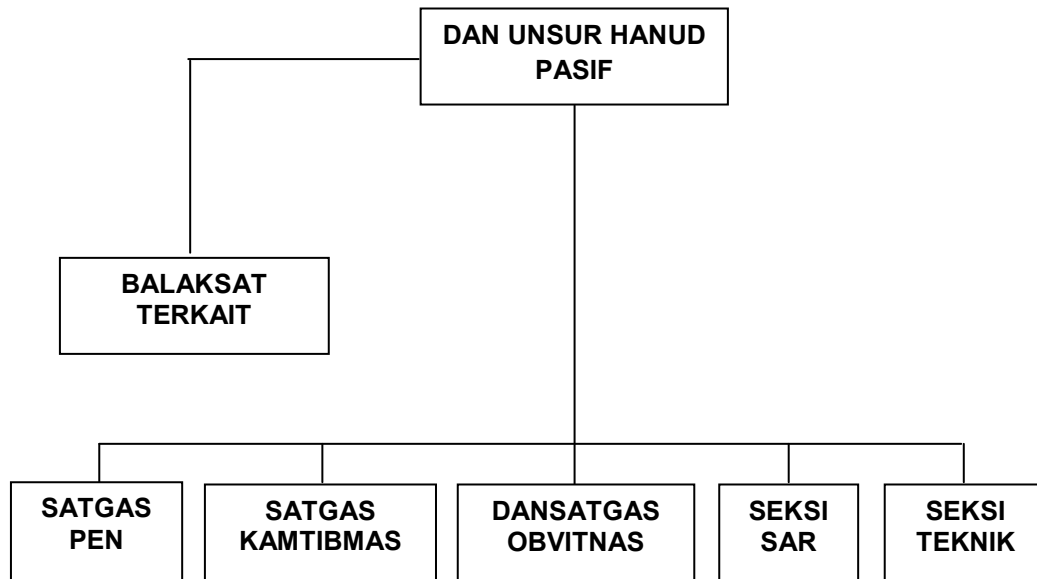 DAN UNSUR HANUD
PASIF
BALAKSAT
TERKAIT
SATGAS
PEN
SATGAS
KAMTIBMAS
DANSATGAS
OBVITNAS
SEKSI
SAR
SEKSI
TEKNIK